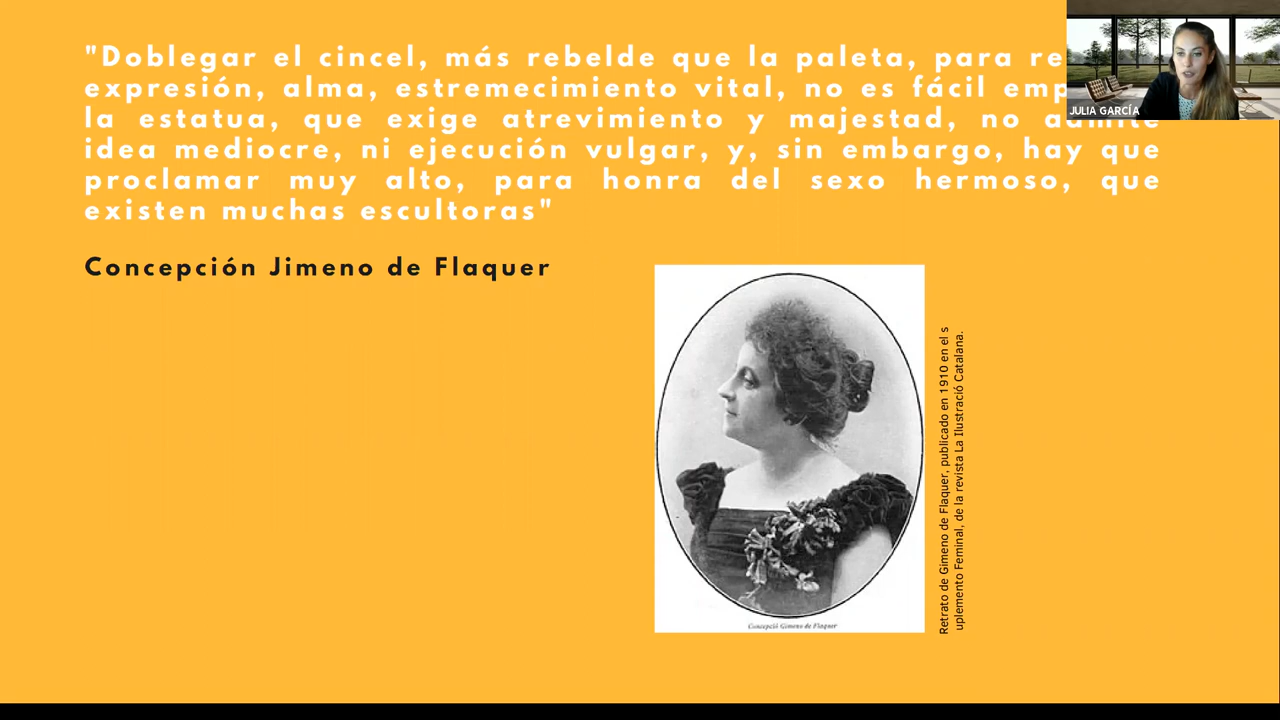 "Doblegar el cincel, más rebelde que la paleta, para
expresión, alma, estremecimiento vital, no es fácil
la estatua, que exige atrevimiento y majestad, no admite
idea mediocre, ni ejecución vulgar, y, sin embargo, hay que
proclamar muy alto, para honra del sexo hermoso, que
existen muchas escultoras"
Concepción Jimeno de Flaquer
Retrato de Gimeno de Flaquer, publicado en 1910 en el s
uplemento Feminal, de la revista La Ilustració Catalana.
Concepció Gimeno de Flaquer
JULIA GARCÍA